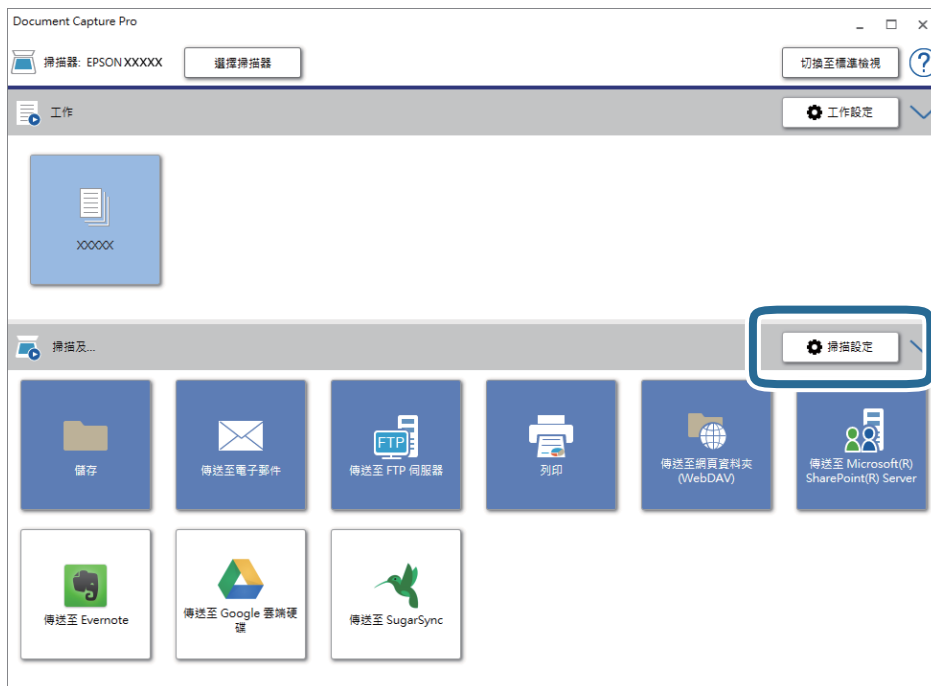 Document Capture Pro
掃描器: EPSON XXXXX
選擇掃描器
切換至標準檢視
?
工作
工作設定
XXXXX
掃描及...
掃描設定
儲存
傳送至電子郵件
FTP
傳送至 FTP 伺服器
列印
傳送至網頁資料夾
(WebDAV)
傳送至 Microsoft(R)
SharePoint(R) Server
傳送至 Evernote
傳送至 Google 雲端硬
碟
傳送至 SugarSync